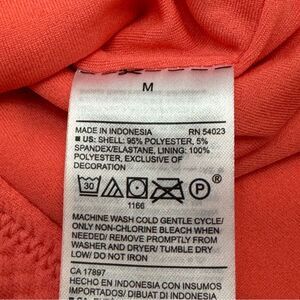 M
MADE IN INDONESIA RN 54023
■ US: SHELL: 95% POLYESTER, 5%
SPANDEX/ELASTANE, LINING: 100%
POLYESTER, EXCLUSIVE OF
DECORATION
30 P ®
1166
MACHINE WASH COLD GENTLE CYCLE/
ONLY NON-CHLORINE BLEACH WHEN
NEEDED/ REMOVE PROMPTLY FROM
WASHER AND DRYER/ TUMBLE DRY
LOW/ DO NOT IRON
CA 17897
HECHO EN INDONESIA CON INSUMOS
IMPORTADOS/ DIBUAT DI INDONESIA